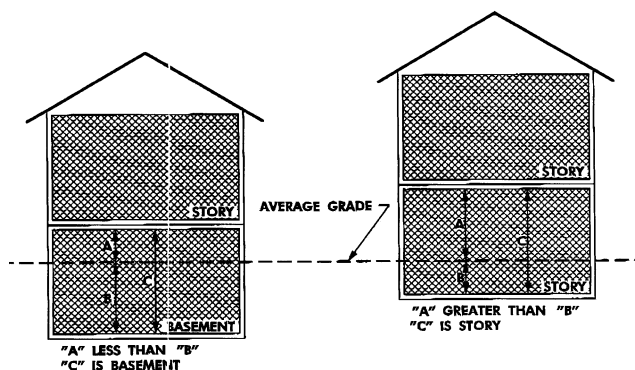 STORY
STORY
AVERAGE GRADE
A
B
C
BASEMENT
A
B
C
STORY
"A" LESS THAN "B"
"C" IS BASEMENT
"A" GREATER THAN "B"
"C" IS STORY